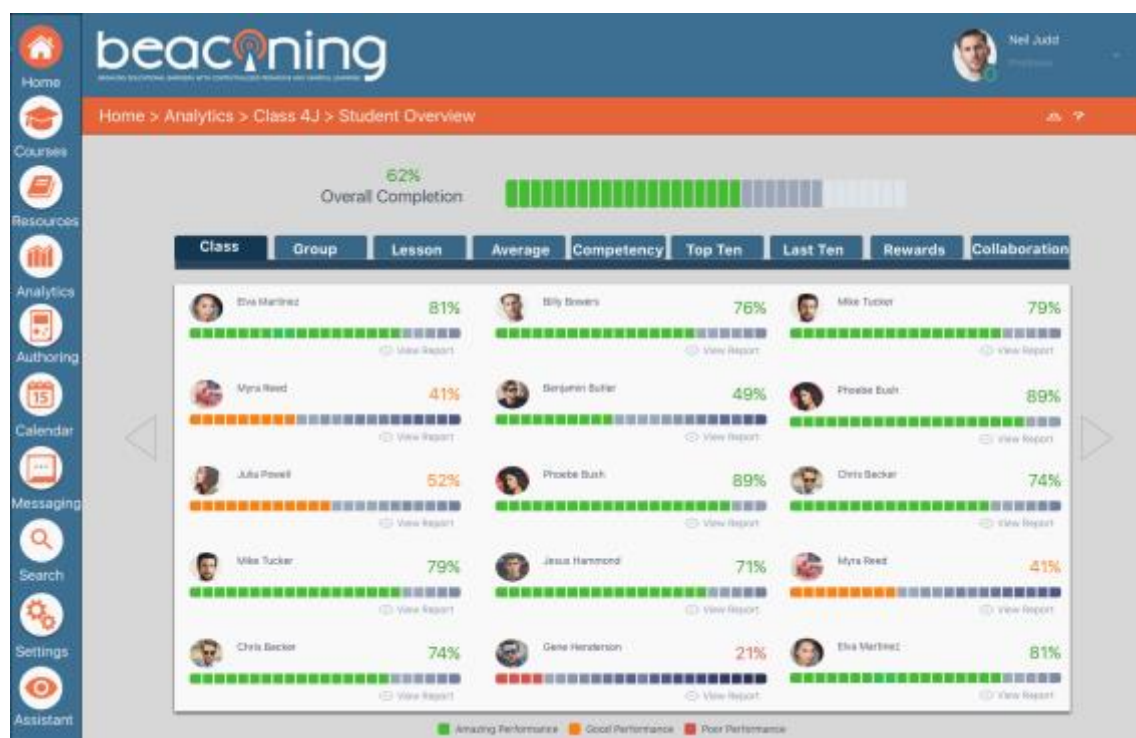 beaconing
Neil Judd
Home
Home > Analytics > Class 4J > Student Overview
Courses
Resources
Analytics
Authoring
15
Calendar
Messaging
Search
Settings
Assistant
62%
Overall Completion
Class Group Lesson Average Competency Top Ten Last Ten Rewards Collaboration
Elva Martinez 81% Billy Bowers 76% Mike Tucker 79%
View Report View Report View Report
Myra Reed 41% Benjamin Butler 49% Phoebe Bush 89%
View Report View Report View Report
Julia Powell 52% Phoebe Bush 89% Chris Becker 74%
View Report View Report View Report
Mike Tucker 79% Jesus Hammond 71% Myra Reed 41%
View Report View Report View Report
Chris Becker 74% Gene Henderson 21% Elva Martinez 81%
View Report View Report View Report
Amazing Performance Good Performance Poor Performance